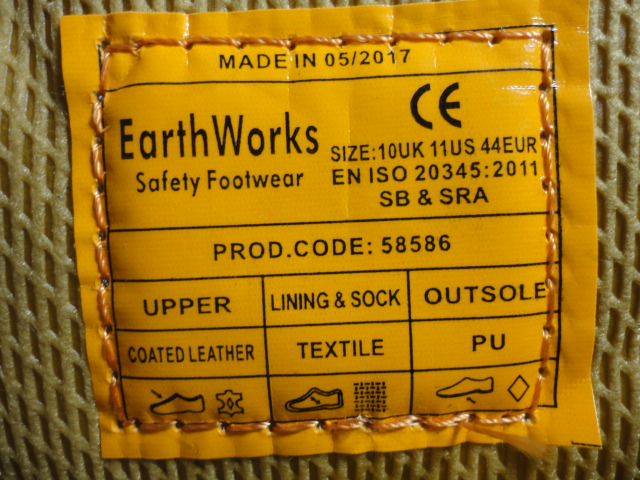 MADE IN 05/2017
EarthWorks
Safety Footwear
CE
SIZE:10UK 11US 44EUR
EN ISO 20345:2011
SB & SRA
PROD.CODE: 58586
UPPER LINING & SOCK OUTSOLE
COATED LEATHER TEXTILE PU